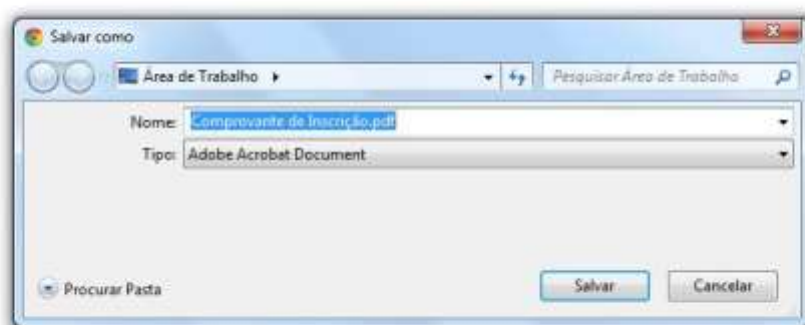 Salvar como
Área de Trabalho
Pesquisar Área de Trabalho
Nome: Comprovante de Inscrição.pdf
Tipo: Adobe Acrobat Document
Procurar Pasta
Salvar Cancelar